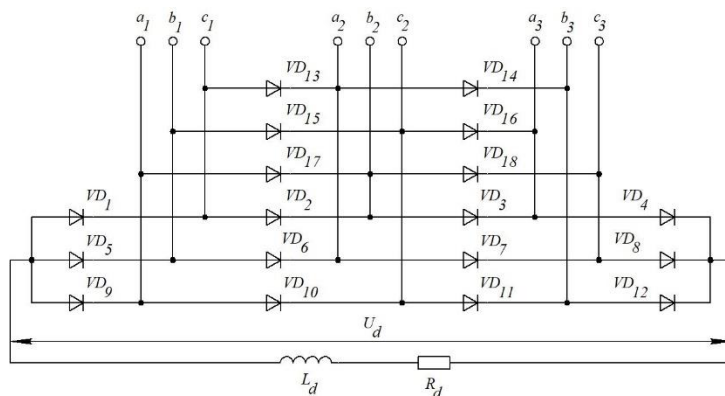 a1 b1 c1 a2 b2 c2 a3 b3 c3
VD13 VD14
VD15 VD16
VD17 VD18
VD1 VD2 VD3 VD4
VD5 VD6 VD7 VD8
VD9 VD10 VD11 VD12
Ud
Ld Rd